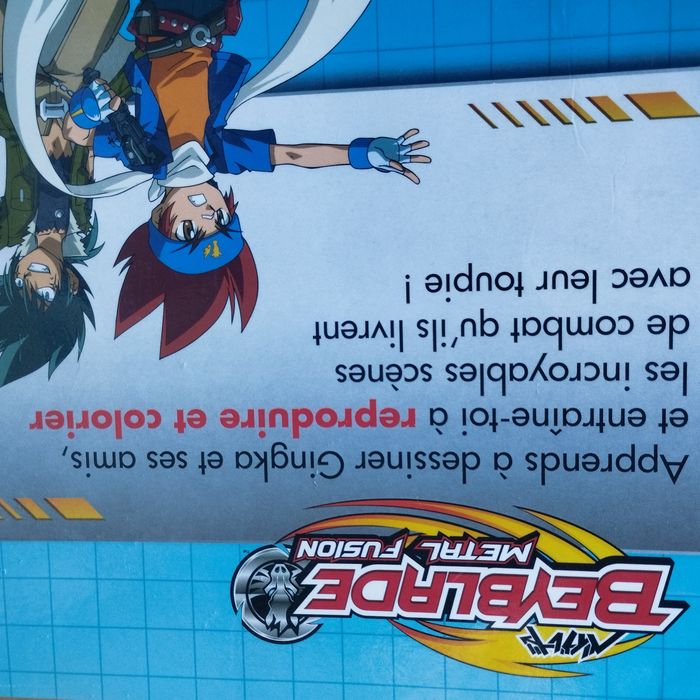 BEYBLADE
METAL FUSION
Apprends à dessiner Gingka et ses amis,
et entraîne-toi à reproduire et colorier
les incroyables scènes
de combat qu'ils livrent
avec leur toupie !